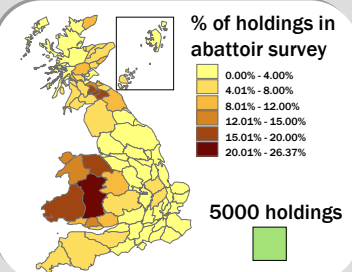 % of holdings in
abattoir survey
0.00% - 4.00%
4.01% - 8.00%
8.01% - 12.00%
12.01% - 15.00%
15.01% - 20.00%
20.01% - 26.37%
5000 holdings